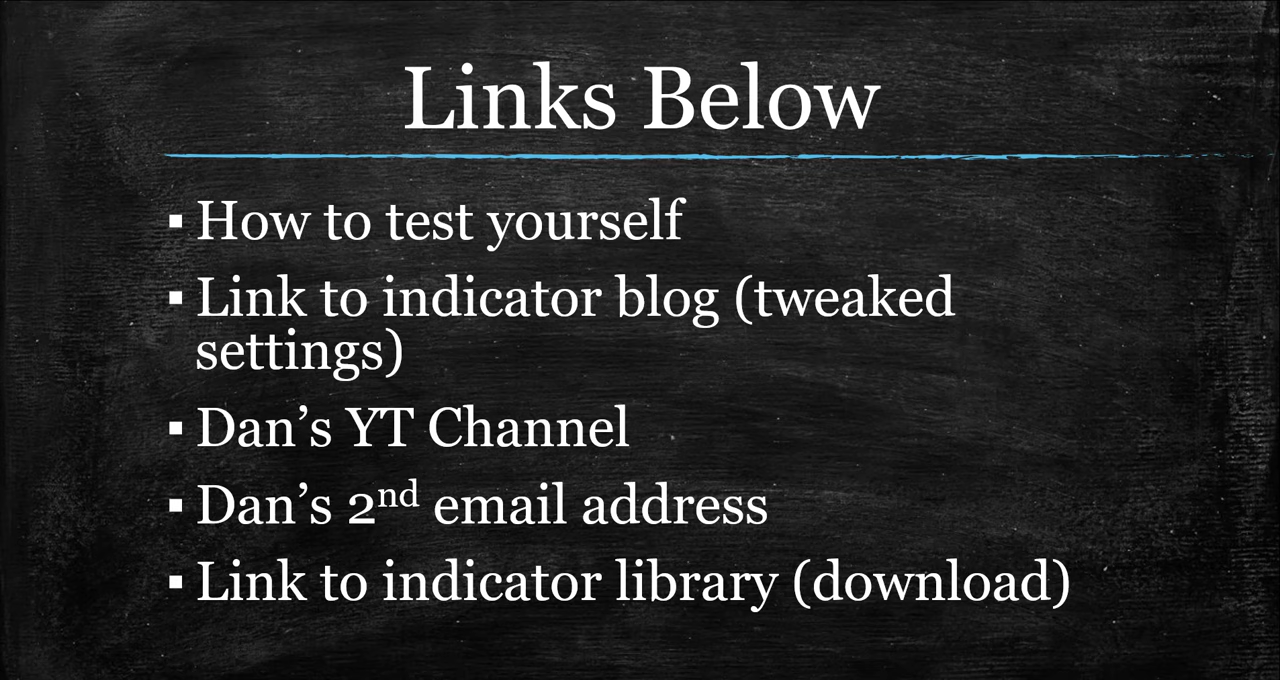 Links Below
▪ How to test yourself
▪ Link to indicator blog (tweaked
settings)
▪ Dan’s YT Channel
▪ Dan’s 2nd email address
▪ Link to indicator library (download)